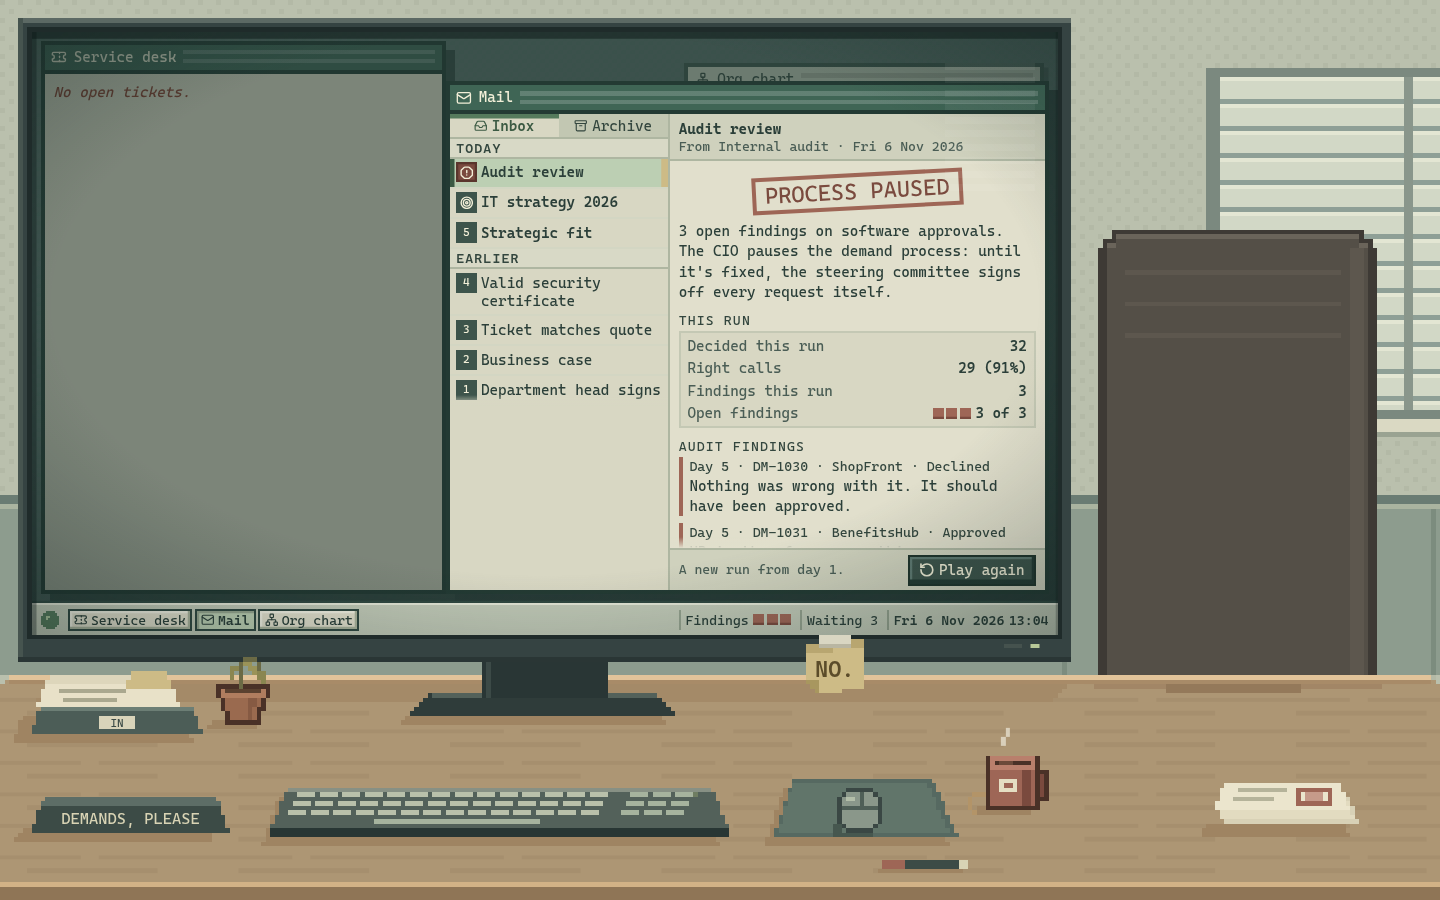 Service desk
No open tickets.
Org chart
Mail
Inbox
Archive
TODAY
Audit review
IT strategy 2026
5 Strategic fit
EARLIER
4 Valid security
certificate
3 Ticket matches quote
2 Business case
1 Department head signs
Audit review
From Internal audit · Fri 6 Nov 2026
PROCESS PAUSED
3 open findings on software approvals.
The CIO pauses the demand process: until
it's fixed, the steering committee signs
off every request itself.
THIS RUN
Decided this run 32
Right calls 29 (91%)
Findings this run 3
Open findings 3 of 3
AUDIT FINDINGS
Day 5 · DM-1030 · ShopFront · Declined
Nothing was wrong with it. It should
have been approved.
Day 5 · DM-1031 · BenefitsHub · Approved
A new run from day 1.
Play again
Service desk
Mail
Org chart
Findings
Waiting 3
Fri 6 Nov 2026 13:04
NO.
IN
DEMANDS, PLEASE